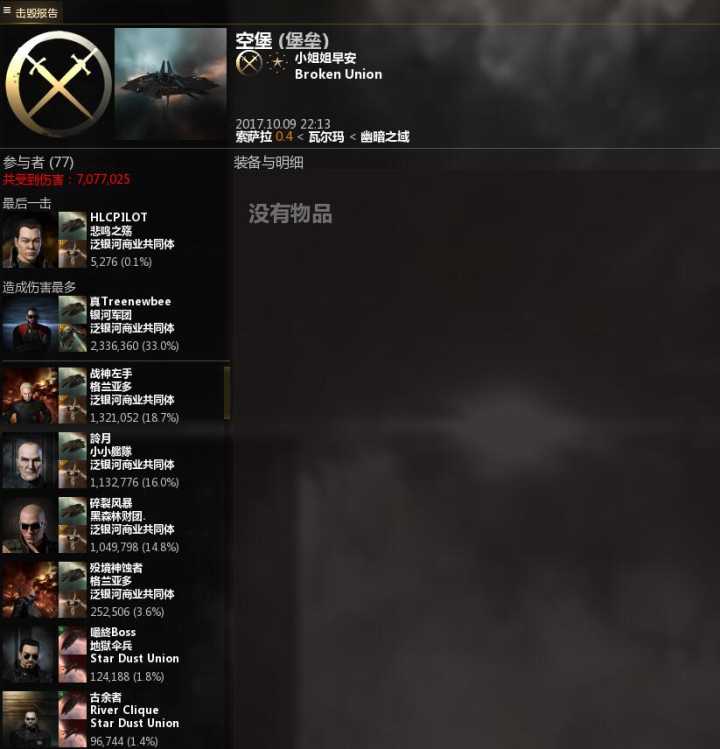 击毁报告
空堡 (堡垒)
小姐姐早安
Broken Union
2017.10.09 22:13
索萨拉 0.4 < 瓦尔玛 < 幽暗之域
参与者 (77)
共受到伤害：7,077,025
装备与明细
没有物品
最后一击
HLCPILOT
悲鸣之殇
泛银河商业共同体
5,276 (0.1%)
造成伤害最多
真Treenewbee
银河军团
泛银河商业共同体
2,336,360 (33.0%)
战神左手
格兰亚多
泛银河商业共同体
1,321,052 (18.7%)
詅月
小小艦隊
泛银河商业共同体
1,132,776 (16.0%)
碎裂风暴
黑森林财团.
泛银河商业共同体
1,049,798 (14.8%)
殁境神蚀者
格兰亚多
泛银河商业共同体
252,506 (3.6%)
Boss
地獄伞兵
Star Dust Union
124,188 (1.8%)
古余者
River Clique
Star Dust Union
96,744 (1.4%)